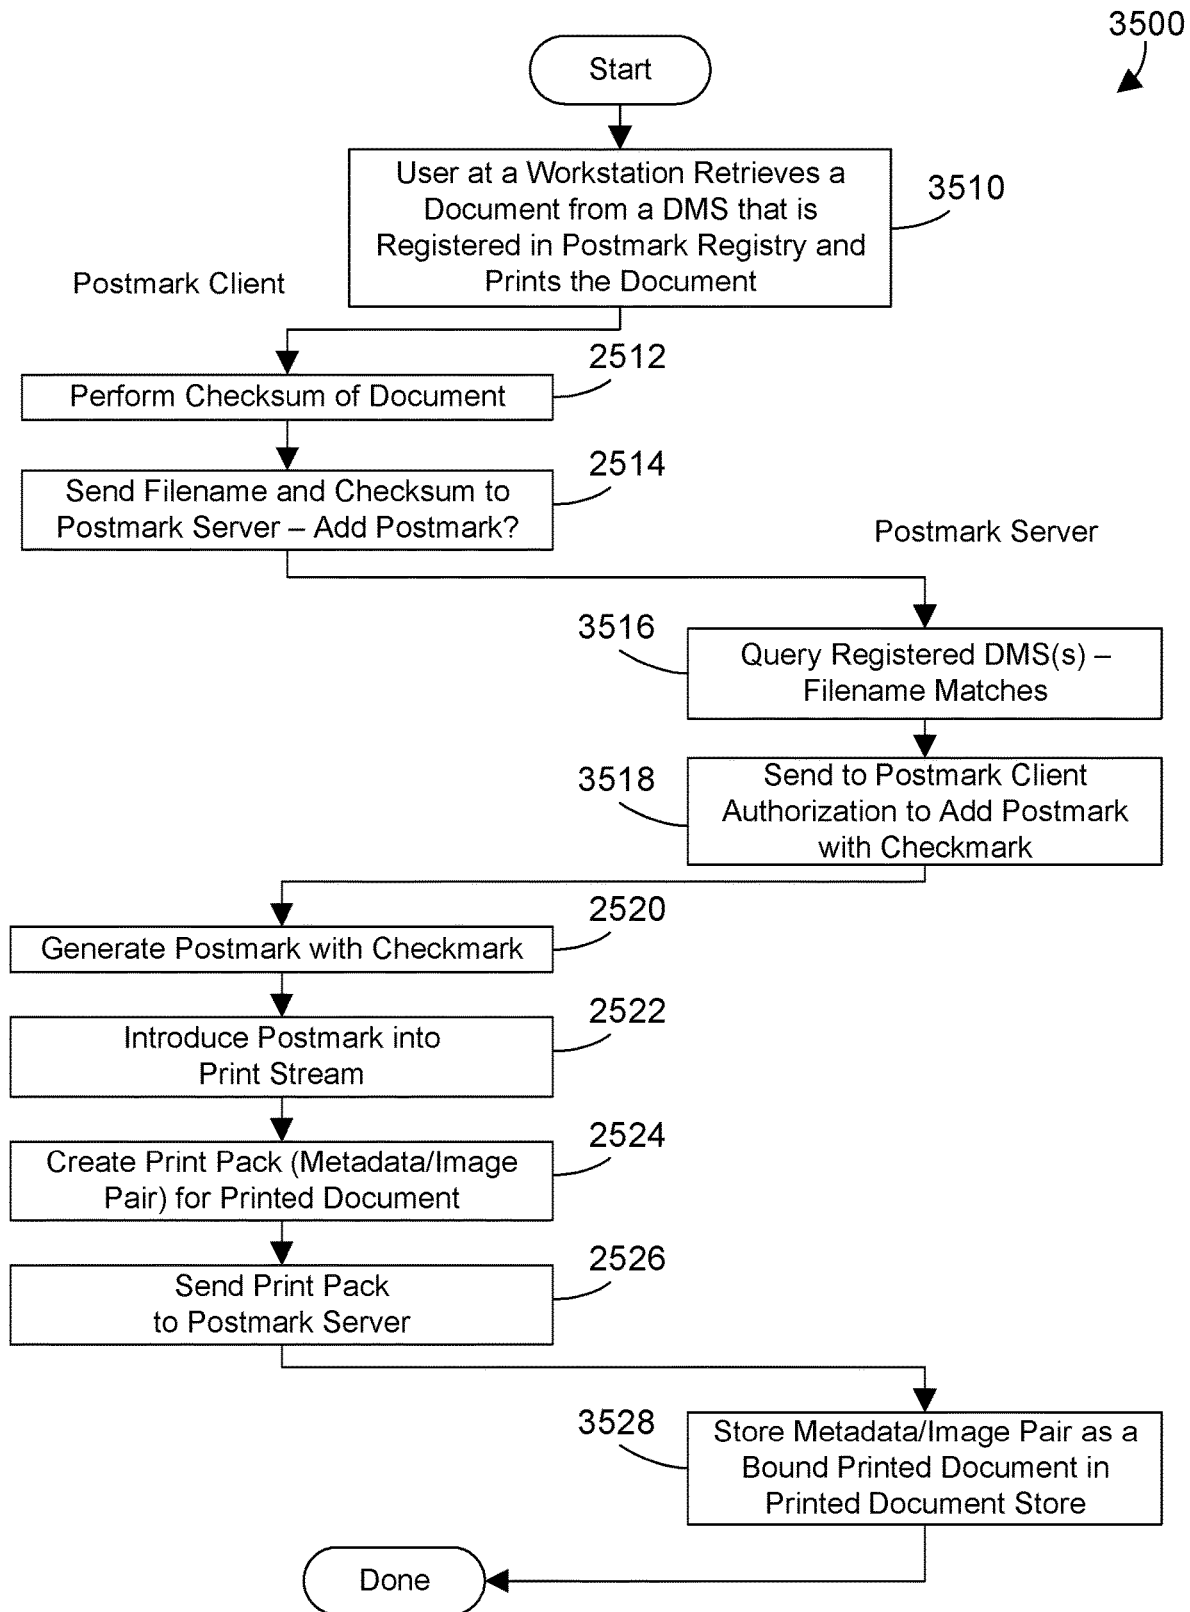 3500
Start
User at a Workstation Retrieves a
Document from a DMS that is
Registered in Postmark Registry and
Prints the Document
3510
Postmark Client
2512
Perform Checksum of Document
2514
Send Filename and Checksum to
Postmark Server – Add Postmark?
Postmark Server
3516
Query Registered DMS(s) –
Filename Matches
3518
Send to Postmark Client
Authorization to Add Postmark
with Checkmark
2520
Generate Postmark with Checkmark
2522
Introduce Postmark into
Print Stream
2524
Create Print Pack (Metadata/Image
Pair) for Printed Document
2526
Send Print Pack
to Postmark Server
3528
Store Metadata/Image Pair as a
Bound Printed Document in
Printed Document Store
Done